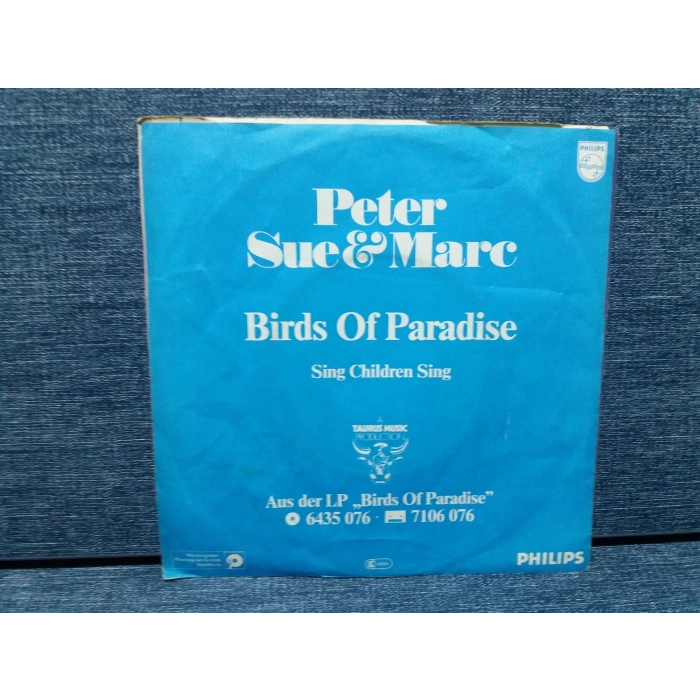 PHILIPS
Peter
Sue & Marc
Birds Of Paradise
Sing Children Sing
A
TAURUS MUSIC
PRODUCTION
Aus der LP „Birds Of Paradise”
6435 076 · 7106 076
PHILIPS